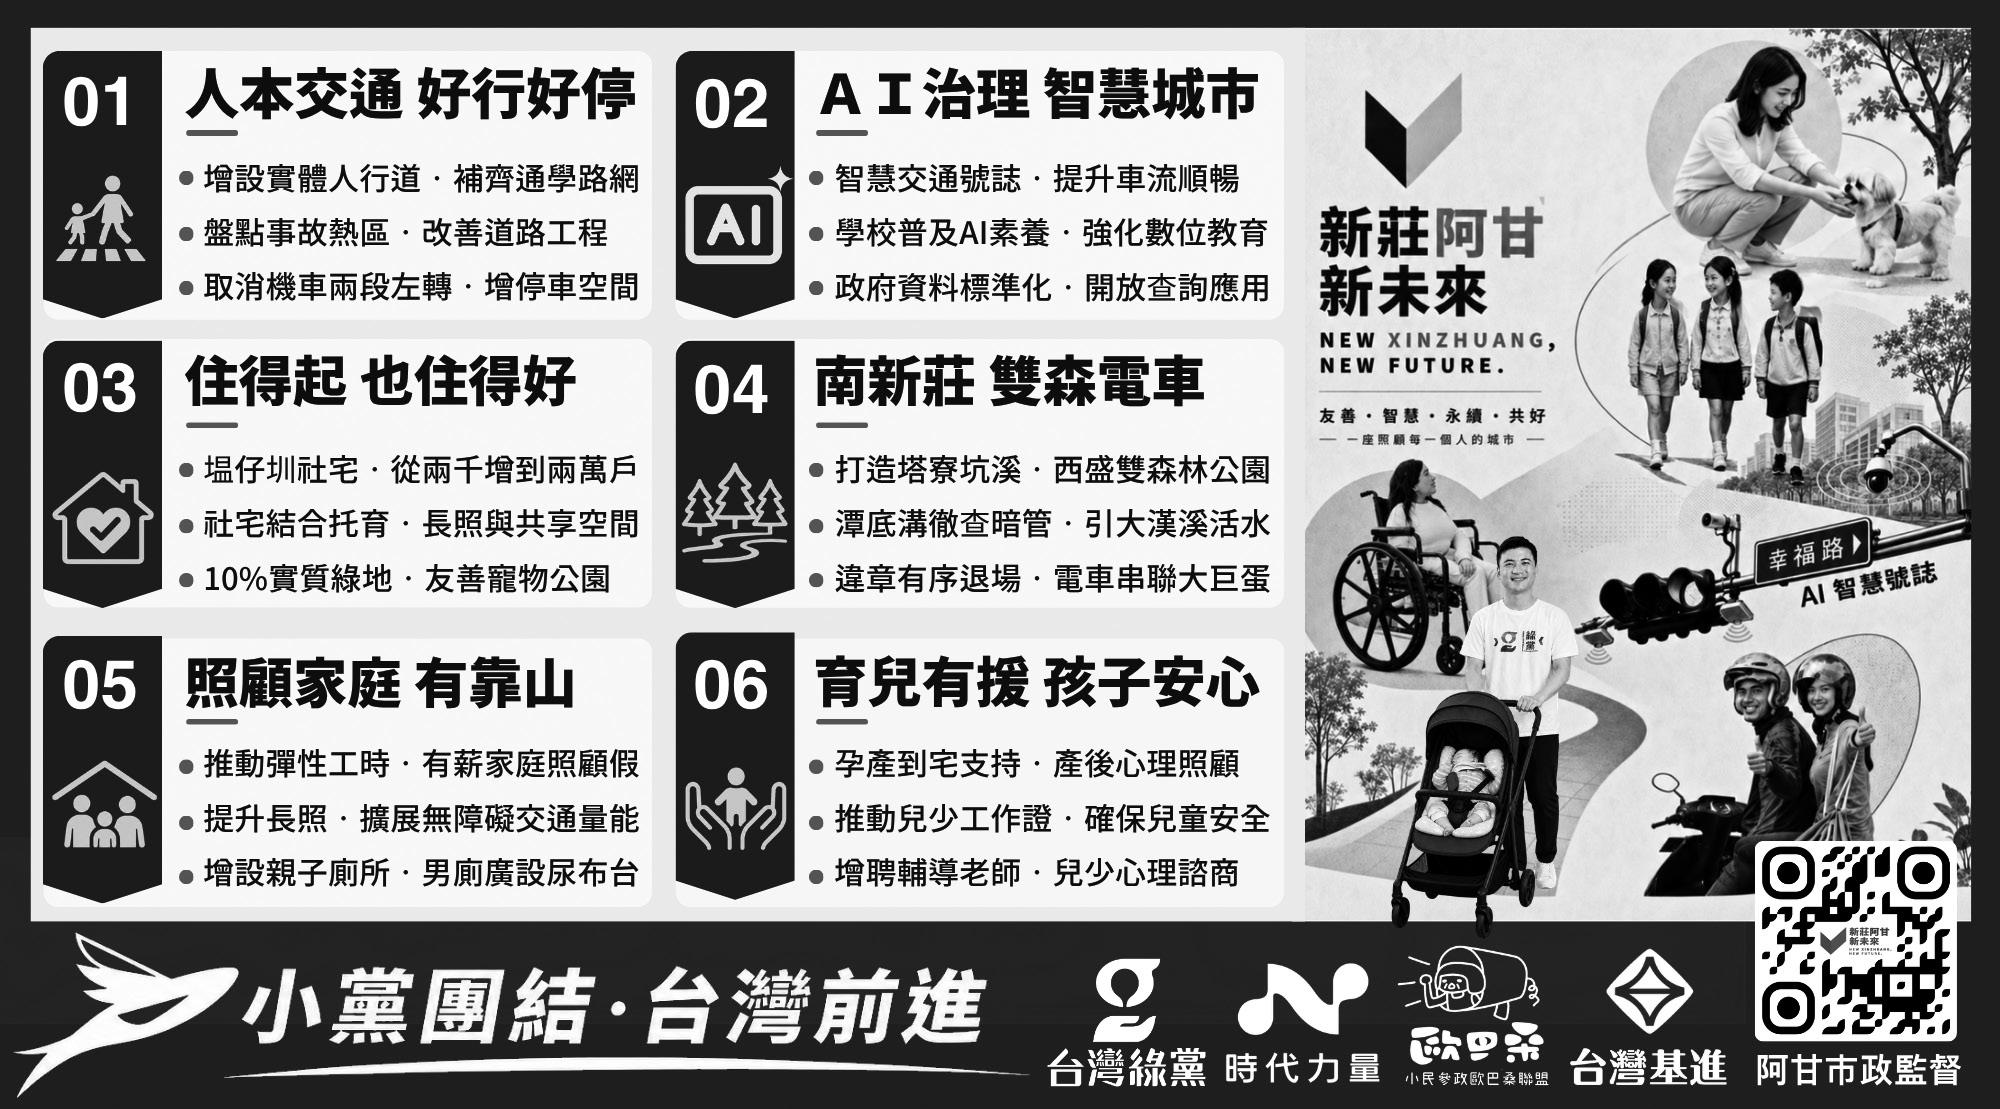 01
人本交通 好行好停
增設實體人行道·補齊通學路網
盤點事故熱區·改善道路工程
取消機車兩段左轉·增停車空間
02
AI
ＡＩ治理 智慧城市
智慧交通號誌·提升車流順暢
學校普及AI素養·強化數位教育
政府資料標準化·開放查詢應用
03
住得起 也住得好
塭仔圳社宅·從兩千增到兩萬戶
社宅結合托育·長照與共享空間
10%實質綠地·友善寵物公園
04
南新莊 雙森電車
打造塔寮坑溪·西盛雙森林公園
潭底溝徹查暗管·引大漢溪活水
違章有序退場·電車串聯大巨蛋
05
照顧家庭 有靠山
推動彈性工時·有薪家庭照顧假
提升長照·擴展無障礙交通量能
增設親子廁所·男廁廣設尿布台
06
育兒有援 孩子安心
孕產到宅支持·產後心理照顧
推動兒少工作證·確保兒童安全
增聘輔導老師·兒少心理諮商
新莊阿甘
新未來
NEW XINZHUANG,
NEW FUTURE.
友善·智慧·永續·共好
一座照顧每一個人的城市
幸福路
AI 智慧號誌
綠黨
小黨團結·台灣前進
台灣綠黨
時代力量
歐巴桑
小民參政歐巴桑聯盟
台灣基進
新莊阿甘
新未來
NEW XINZHUANG,
NEW FUTURE.
阿甘市政監督